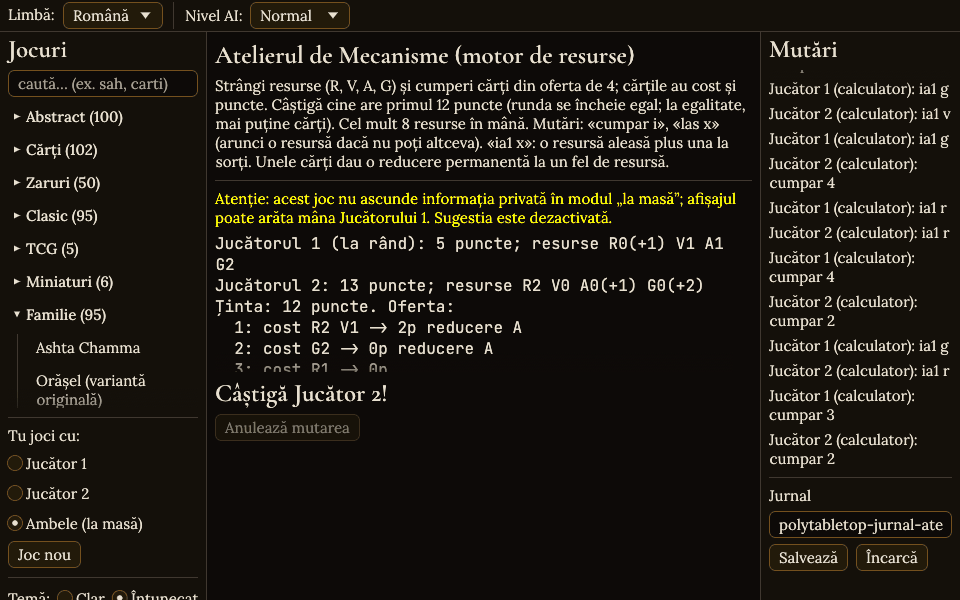 Limbă: Română ▼ Nivel AI: Normal ▼
Jocuri
caută... (ex. sah, carti)
▸ Abstract (100)
▸ Cărți (102)
▸ Zaruri (50)
▸ Clasic (95)
▸ TCG (5)
▸ Miniaturi (6)
▾ Familie (95)
Ashta Chamma
Orășel (variantă
originală)
Tu joci cu:
Jucător 1
Jucător 2
Ambele (la masă)
Joc nou
Temă: Clar Întunecat
Atelierul de Mecanisme (motor de resurse)
Strângi resurse (R, V, A, G) și cumperi cărți din oferta de 4; cărțile au cost și
puncte. Câștigă cine are primul 12 puncte (runda se încheie egal; la egalitate,
mai puține cărți). Cel mult 8 resurse în mână. Mutări: «cumpar i», «las x»
(arunci o resursă dacă nu poți altceva). «ia1 x»: o resursă aleasă plus una la
sorți. Unele cărți dau o reducere permanentă la un fel de resursă.
Atenție: acest joc nu ascunde informația privată în modul „la masă”; afișajul
poate arăta mâna Jucătorului 1. Sugestia este dezactivată.
Jucătorul 1 (la rând): 5 puncte; resurse R0(+1) V1 A1
G2
Jucătorul 2: 13 puncte; resurse R2 V0 A0(+1) G0(+2)
Ținta: 12 puncte. Oferta:
1: cost R2 V1 -> 2p reducere A
2: cost G2 -> 0p reducere A
3: cost R1 -> 0p
Câștigă Jucător 2!
Anulează mutarea
Mutări
Jucător 1 (calculator): ia1 g
Jucător 2 (calculator): ia1 v
Jucător 1 (calculator): ia1 g
Jucător 2 (calculator):
cumpar 4
Jucător 1 (calculator): ia1 r
Jucător 2 (calculator): ia1 r
Jucător 1 (calculator):
cumpar 4
Jucător 2 (calculator):
cumpar 2
Jucător 1 (calculator): ia1 g
Jucător 2 (calculator): ia1 r
Jucător 1 (calculator):
cumpar 3
Jucător 2 (calculator):
cumpar 2
Jurnal
polytabletop-jurnal-ate
Salvează Încarcă